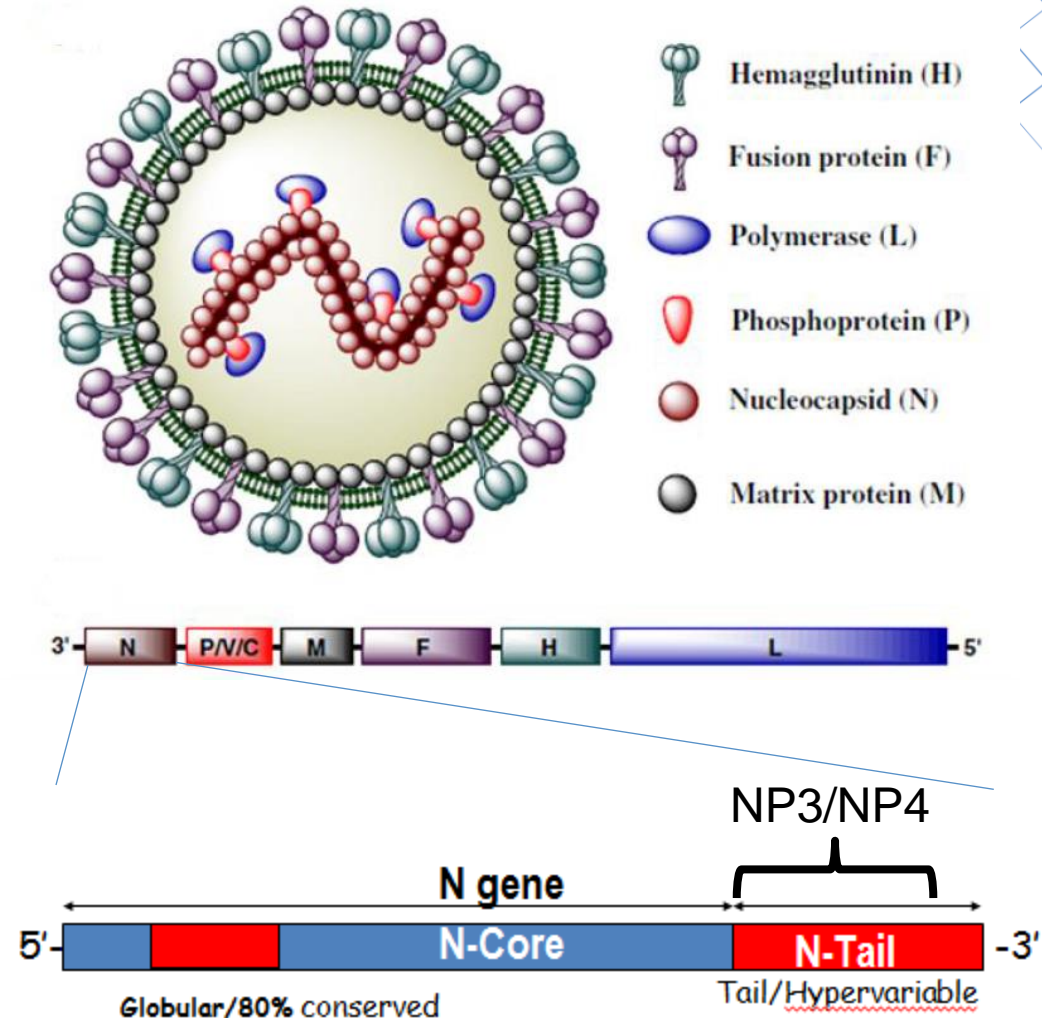 Hemagglutinin (H)
Fusion protein (F)
Polymerase (L)
Phosphoprotein (P)
Nucleocapsid (N)
Matrix protein (M)
3' N P/V/C M F H L 5'
NP3/NP4
N gene
5'- N-Core N-Tail -3'
Globular/80% conserved Tail/Hypervariable